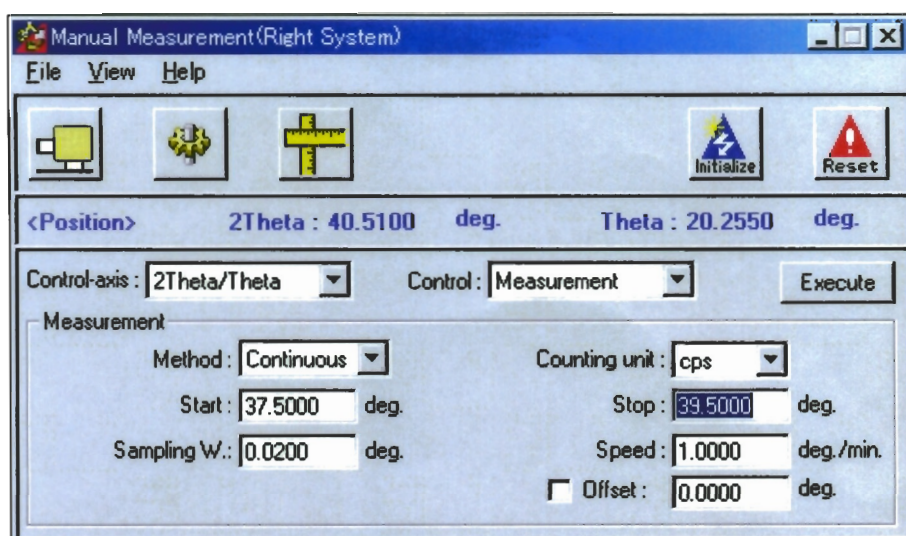 Manual Measurement(Right System)
File View Help
Initialize Reset
<Position> 2Theta : 40.5100 deg. Theta : 20.2550 deg.
Control-axis : 2Theta/Theta Control : Measurement Execute
Measurement
Method : Continuous Counting unit : cps
Start : 37.5000 deg. Stop : 39.5000 deg.
Sampling W.: 0.0200 deg. Speed : 1.0000 deg./min.
Offset : 0.0000 deg.